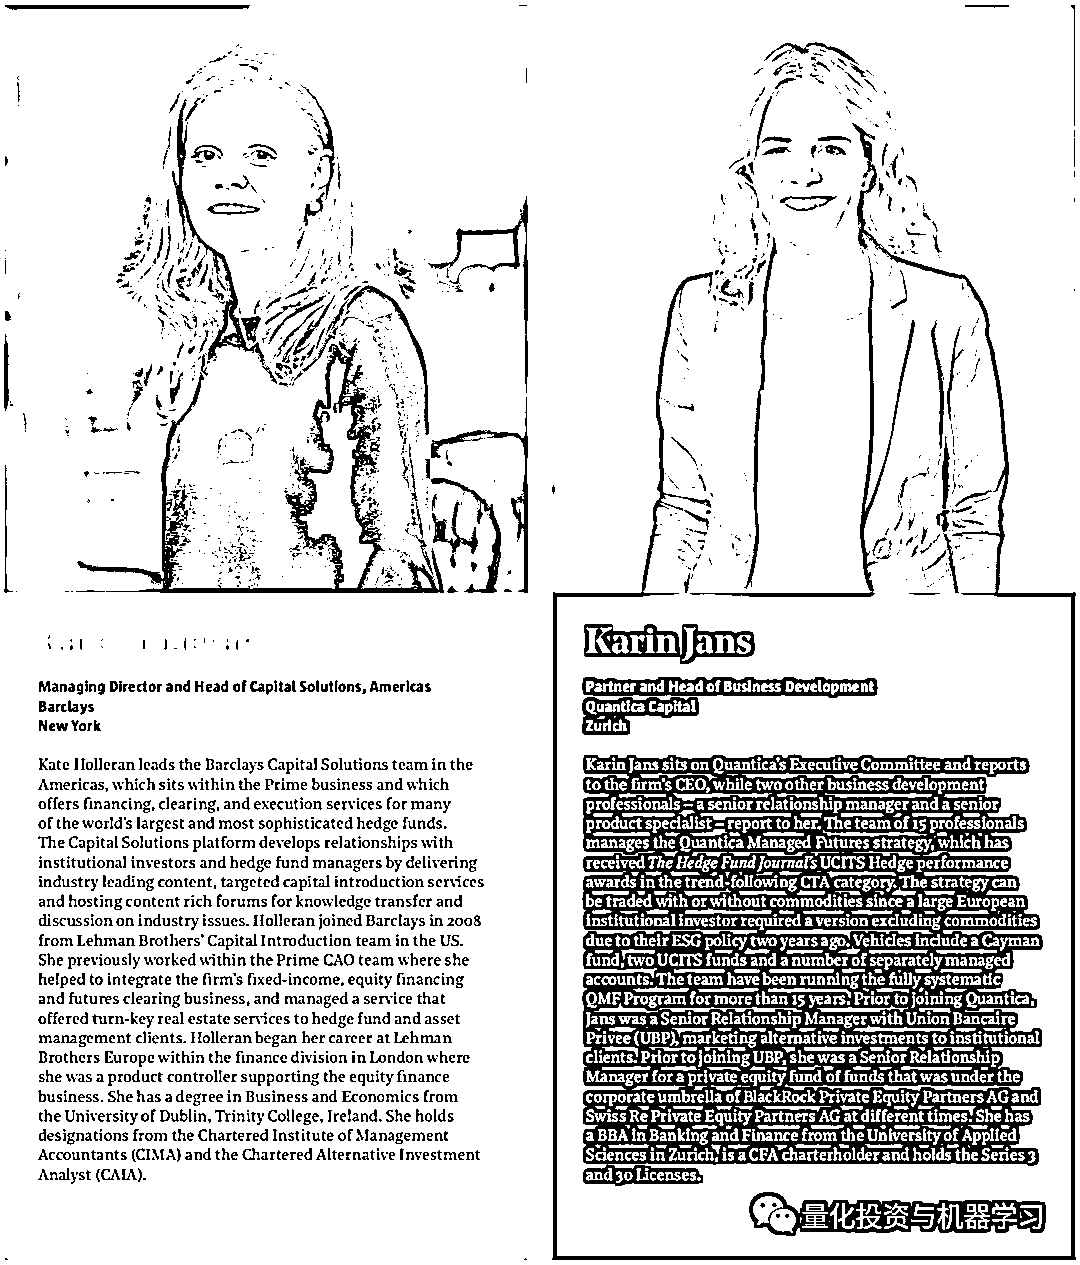 Managing Director and Head of Capital Solutions, Americas
Barclays
New York
Kate Holleran leads the Barclays Capital Solutions team in the
Americas, which sits within the Prime business and which
offers financing, clearing, and execution services for many
of the world's largest and most sophisticated hedge funds.
The Capital Solutions platform develops relationships with
institutional investors and hedge fund managers by delivering
industry leading content, targeted capital introduction services
and hosting content rich forums for knowledge transfer and
discussion on industry issues. Holleran joined Barclays in 2008
from Lehman Brothers' Capital Introduction team in the US.
She previously worked within the Prime CAO team where she
helped to integrate the firm's fixed-income, equity financing
and futures clearing business, and managed a service that
offered turn-key real estate services to hedge fund and asset
management clients. Holleran began her career at Lehman
Brothers Europe within the finance division in London where
she was a product controller supporting the equity finance
business. She has a degree in Business and Economics from
the University of Dublin, Trinity College, Ireland. She holds
designations from the Chartered Institute of Management
Accountants (CIMA) and the Chartered Alternative Investment
Analyst (CAIA).
Karin Jans
Partner and Head of Business Development
Quantica Capital
Zurich
Karin Jans sits on Quantica's Executive Committee and reports
to the firm's CEO, while two other business development
professionals – a senior relationship manager and a senior
product specialist – report to her. The team of 15 professionals
manages the Quantica Managed Futures strategy, which has
received The Hedge Fund Journal's UCITS Hedge performance
awards in the trend-following CTA category. The strategy can
be traded with or without commodities since a large European
institutional investor required a version excluding commodities
due to their ESG policy two years ago. Vehicles include a Cayman
fund, two UCITS funds and a number of separately managed
accounts. The team have been running the fully systematic
QMF Program for more than 15 years. Prior to joining Quantica,
Jans was a Senior Relationship Manager with Union Bancaire
Privee (UBP), marketing alternative investments to institutional
clients. Prior to joining UBP, she was a Senior Relationship
Manager for a private equity fund of funds that was under the
corporate umbrella of BlackRock Private Equity Partners AG and
Swiss Re Private Equity Partners AG at different times. She has
a BBA in Banking and Finance from the University of Applied
Sciences in Zurich, is a CFA charterholder and holds the Series 3
and 30 Licenses.
量化投资与机器学习